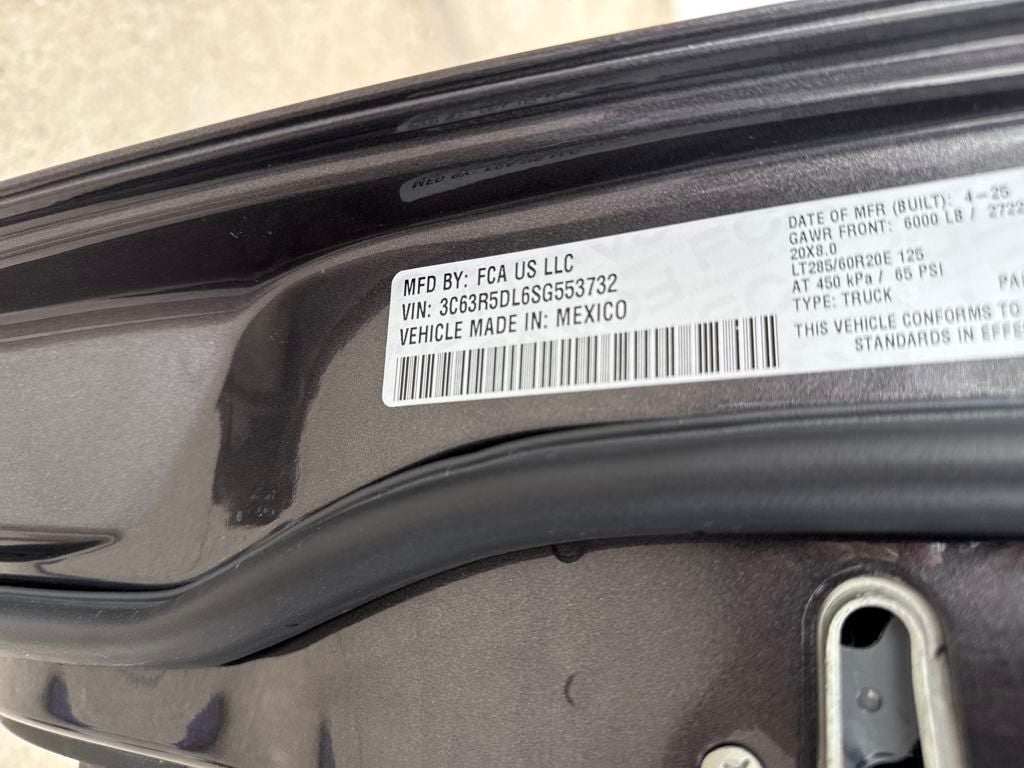 MFD BY: FCA US LLC
VIN: 3C63R5DL6SG553732
VEHICLE MADE IN: MEXICO
DATE OF MFR (BUILT): 4-25
GAWR FRONT: 6000 LB / 2722
20X8.0
LT285/60R20E 125
AT 450 kPa / 65 PSI
TYPE: TRUCK
THIS VEHICLE CONFORMS TO
STANDARDS IN